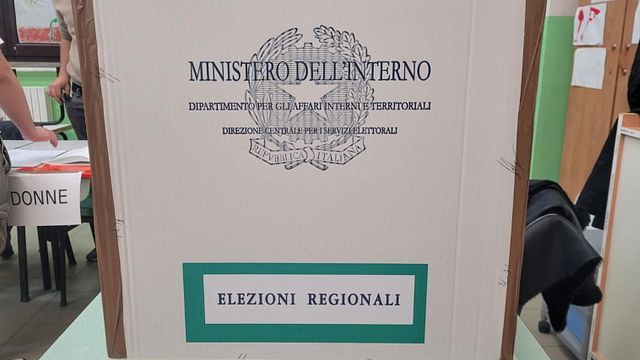 MINISTERO DELL'INTERNO
DIPARTIMENTO PER GLI AFFARI INTERNI E TERRITORIALI
DIREZIONE CENTRALE PER I SERVIZI ELETTORALI
REPUBBLICA ITALIANA
DONNE
ELEZIONI REGIONALI